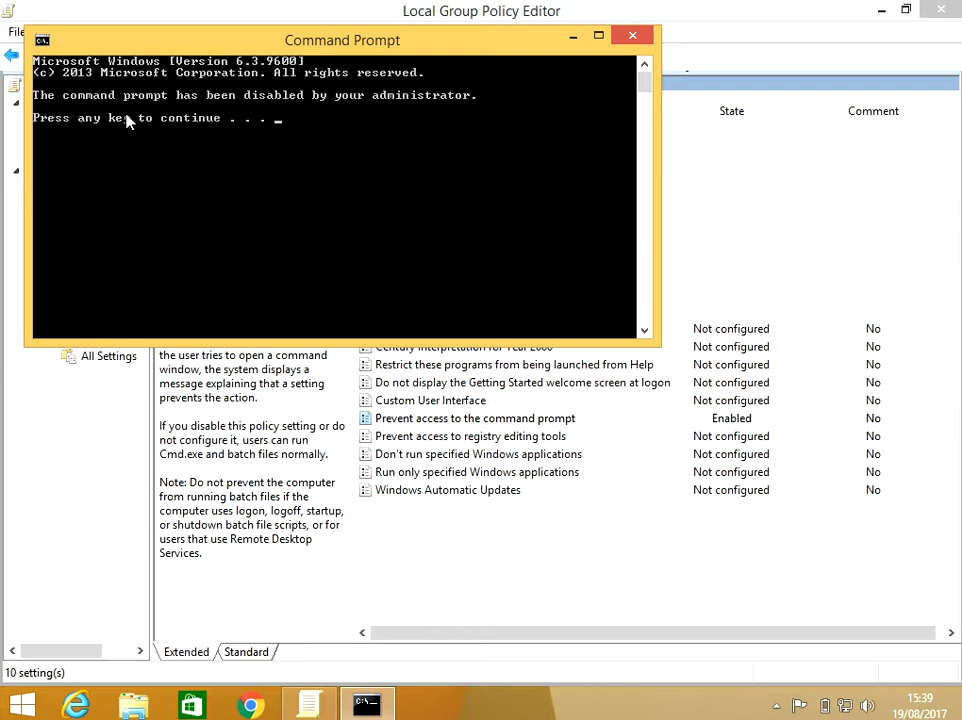 Local Group Policy Editor
File
Command Prompt
Microsoft Windows [Version 6.3.9600]
(c) 2013 Microsoft Corporation. All rights reserved.
The command prompt has been disabled by your administrator.
Press any key to continue . . . _
State
Comment
All Settings
the user tries to open a command
window, the system displays a
message explaining that a setting
prevents the action.
If you disable this policy setting or do
not configure it, users can run
Cmd.exe and batch files normally.
Note: Do not prevent the computer
from running batch files if the
computer uses logon, logoff, startup,
or shutdown batch file scripts, or for
users that use Remote Desktop
Services.
Not configured No
Century interpretation for Year 2000 Not configured No
Restrict these programs from being launched from Help Not configured No
Do not display the Getting Started welcome screen at logon Not configured No
Custom User Interface Not configured No
Prevent access to the command prompt Enabled No
Prevent access to registry editing tools Not configured No
Don't run specified Windows applications Not configured No
Run only specified Windows applications Not configured No
Windows Automatic Updates Not configured No
Extended Standard
10 setting(s)
15:39
19/08/2017